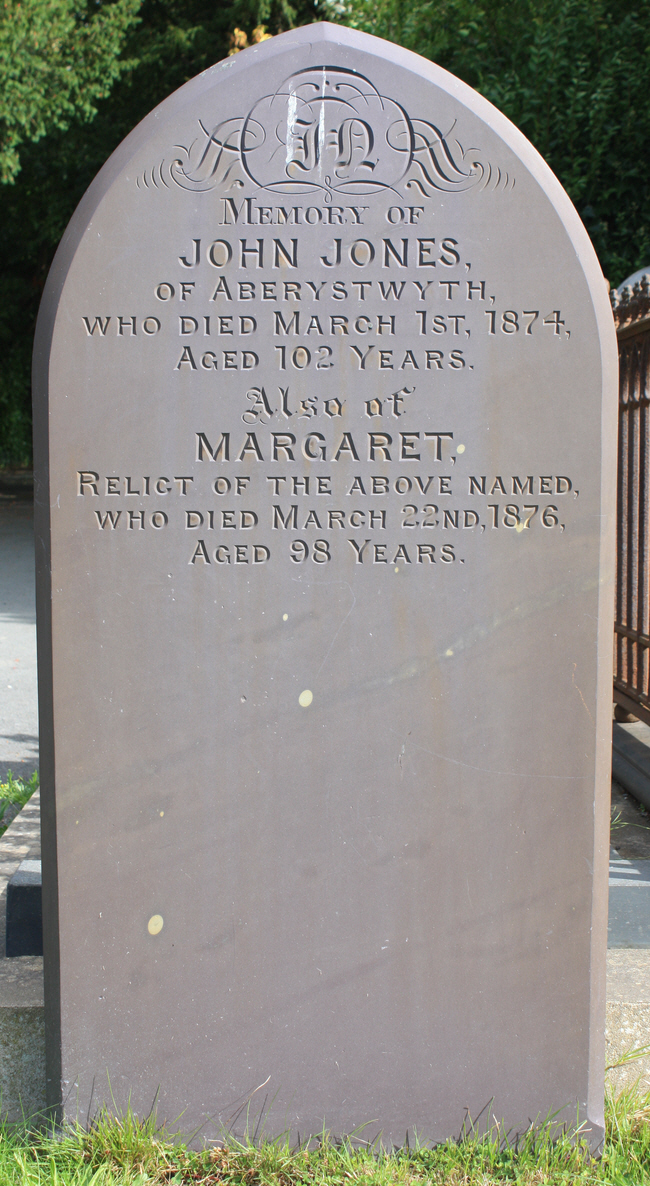 IN
MEMORY OF
JOHN JONES,
OF ABERYSTWYTH,
WHO DIED MARCH 1ST, 1874,
AGED 102 YEARS.
Also of
MARGARET,
RELICT OF THE ABOVE NAMED,
WHO DIED MARCH 22ND, 1876,
AGED 98 YEARS.